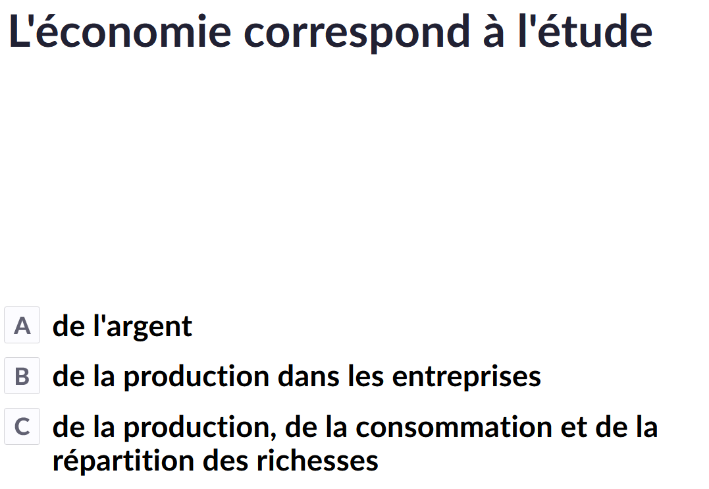 L'économie correspond à l'étude
A de l'argent
B de la production dans les entreprises
C de la production, de la consommation et de la
répartition des richesses